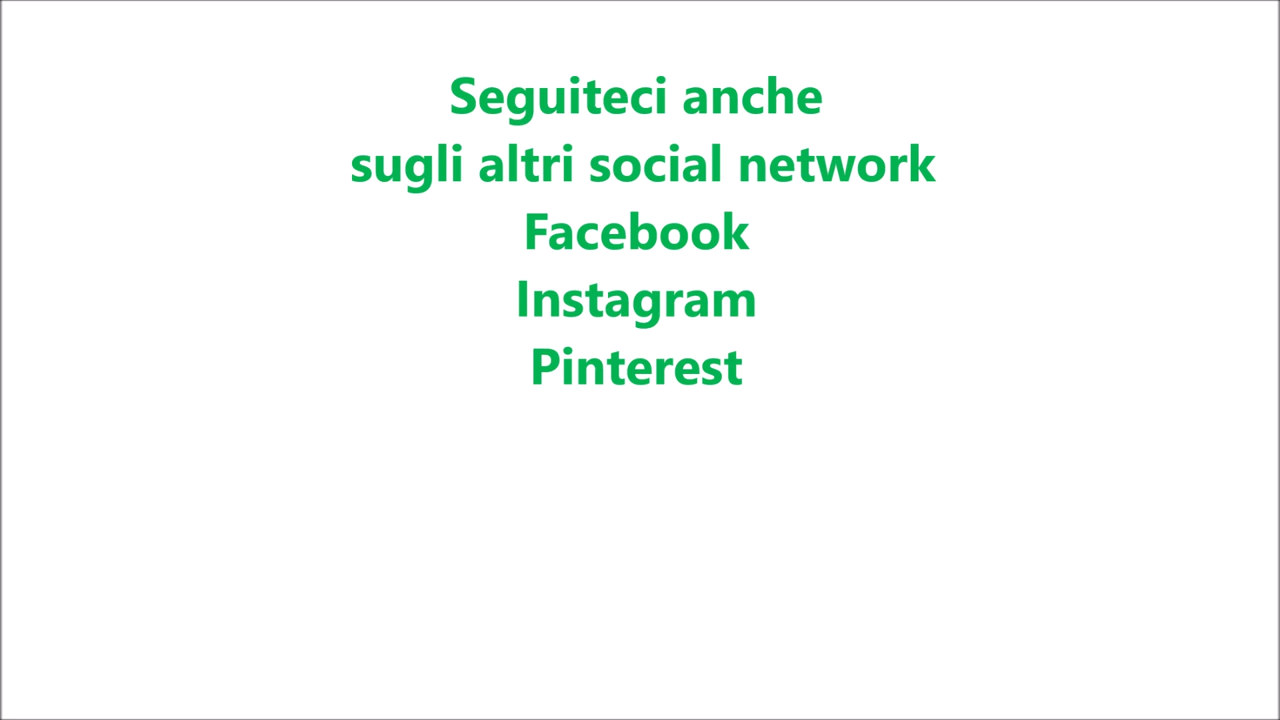 Seguiteci anche
sugli altri social network
Facebook
Instagram
Pinterest